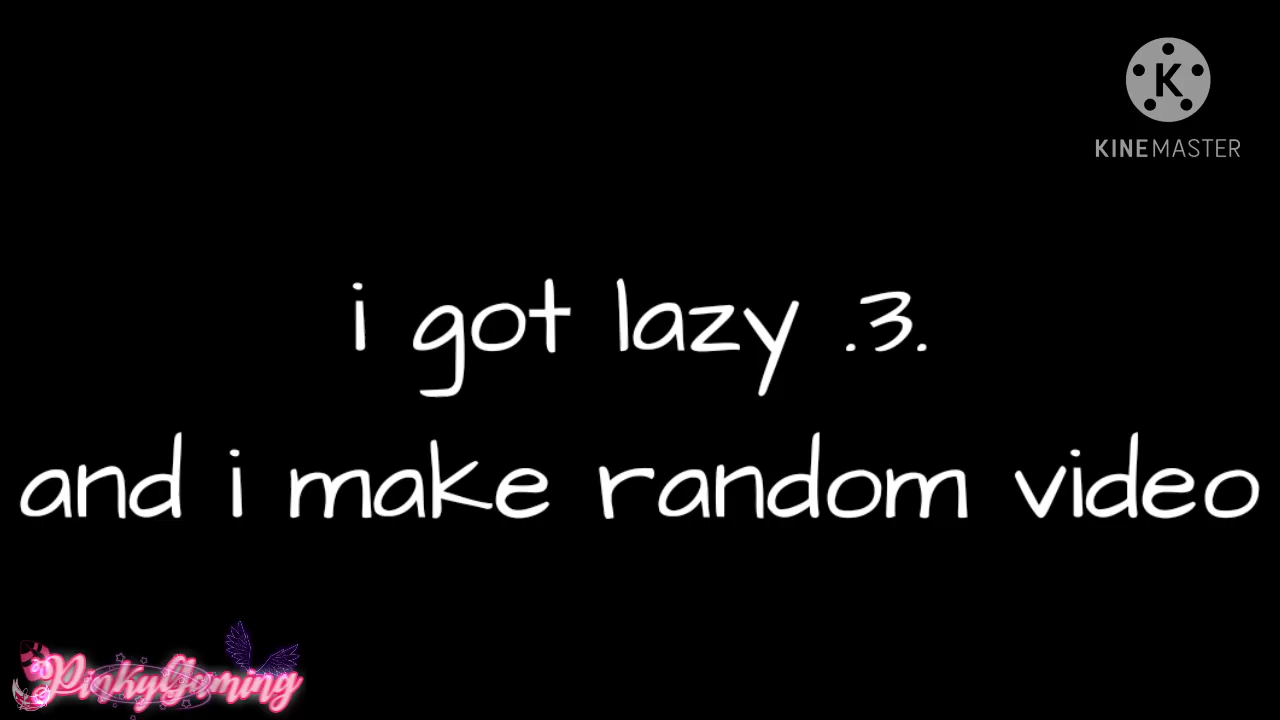 K
KINEMASTER
i got lazy .3.
and i make random video
PinkyGaming